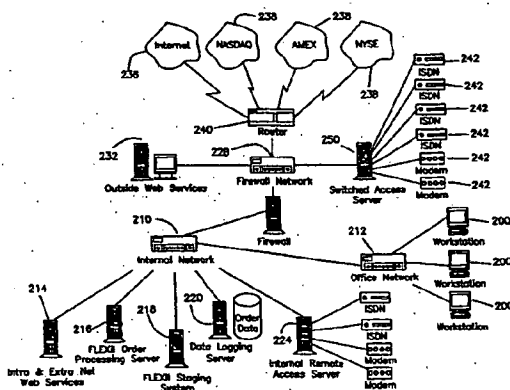 238
238
Internet
NASDAQ
AMEX
NYSE
238
238
242
ISDN
242
ISDN
242
ISDN
242
ISDN
242
Modem
242
Modem
240
Router
250
Switched Access
Server
228
Firewall Network
232
Outside Web Services
Firewall
210
Internal Network
212
Office Network
200
Workstation
200
Workstation
200
Workstation
214
Intra & Extra Net
Web Services
216
FLEXII Order
Processing Server
218
FLEXII Staging
System
220
Order
Data
Data Logging
Server
224
Internal Remote
Access Server
ISDN
ISDN
Modem
Modem